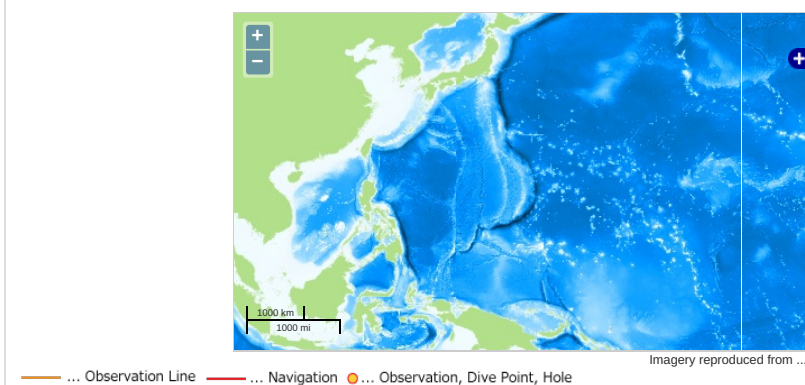 +
−
+
1000 km
1000 mi
Imagery reproduced from ...
... Observation Line ... Navigation ... Observation, Dive Point, Hole